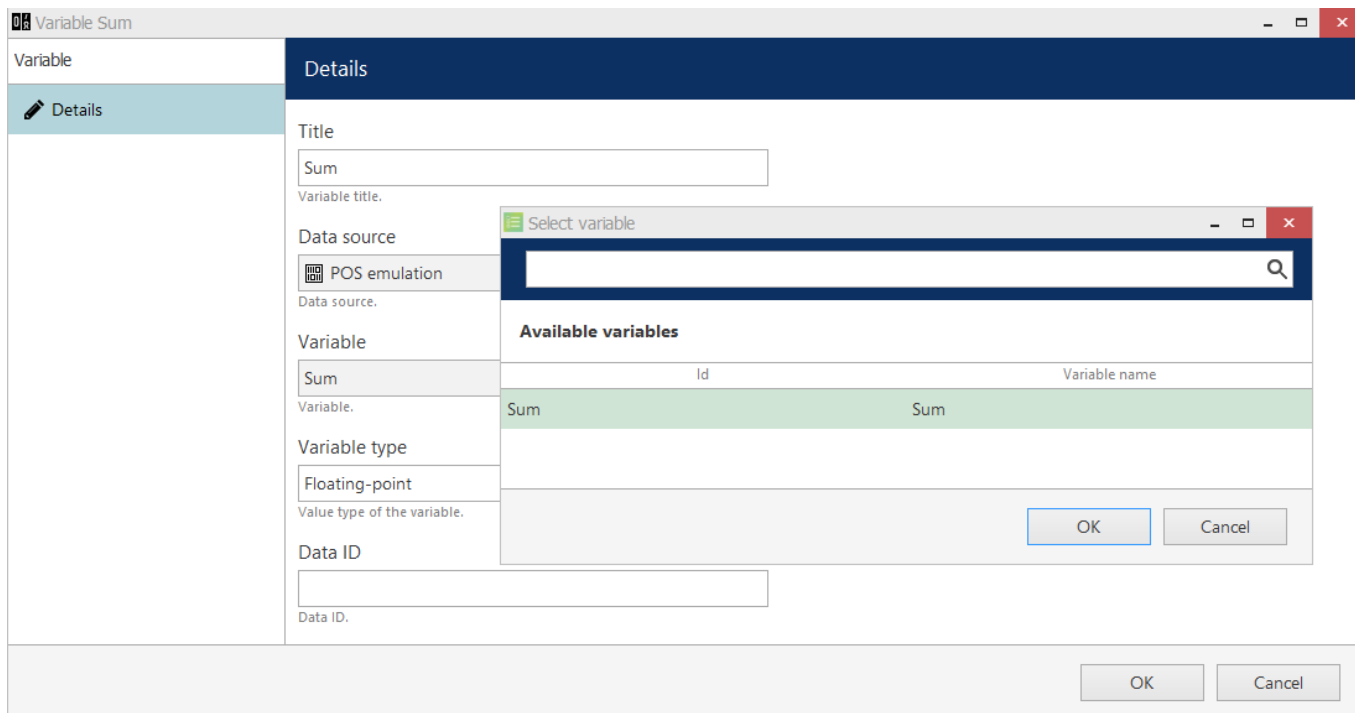 Variable Sum
Variable
Details
Details
Title
Sum
Variable title.
Data source
POS emulation
Data source.
Variable
Sum
Variable.
Variable type
Floating-point
Value type of the variable.
Data ID
Data ID.
Select variable
Available variables
Id Variable name
Sum Sum
OK Cancel
OK Cancel